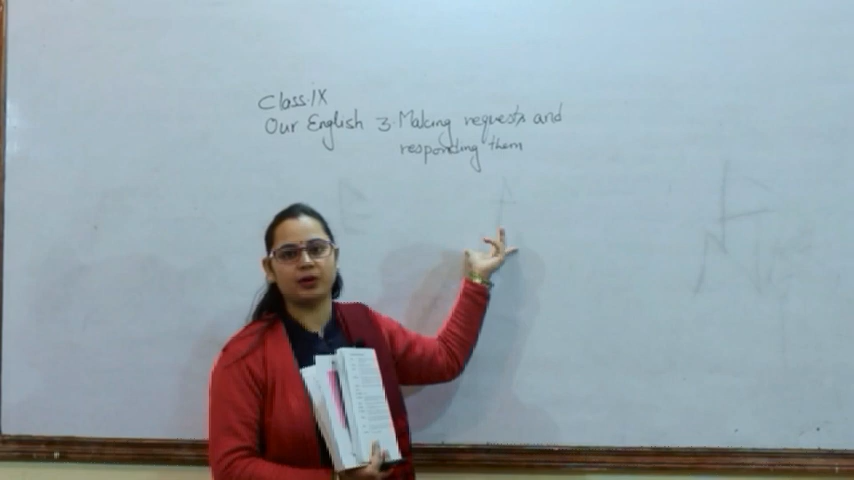 Class.IX
Our English 3. Making requests and
responding them